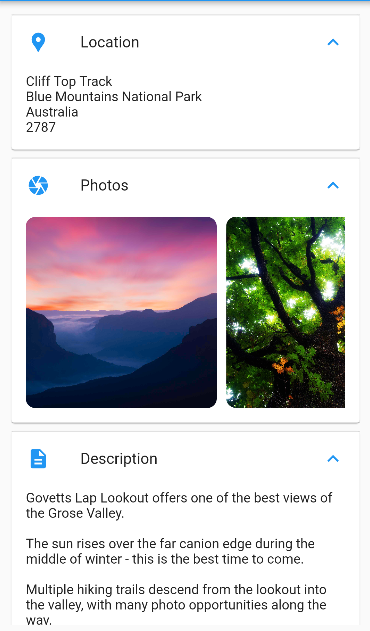 Location
Cliff Top Track
Blue Mountains National Park
Australia
2787
Photos
Description
Govetts Lap Lookout offers one of the best views of
the Grose Valley.
The sun rises over the far canion edge during the
middle of winter - this is the best time to come.
Multiple hiking trails descend from the lookout into
the valley, with many photo opportunities along the
way.